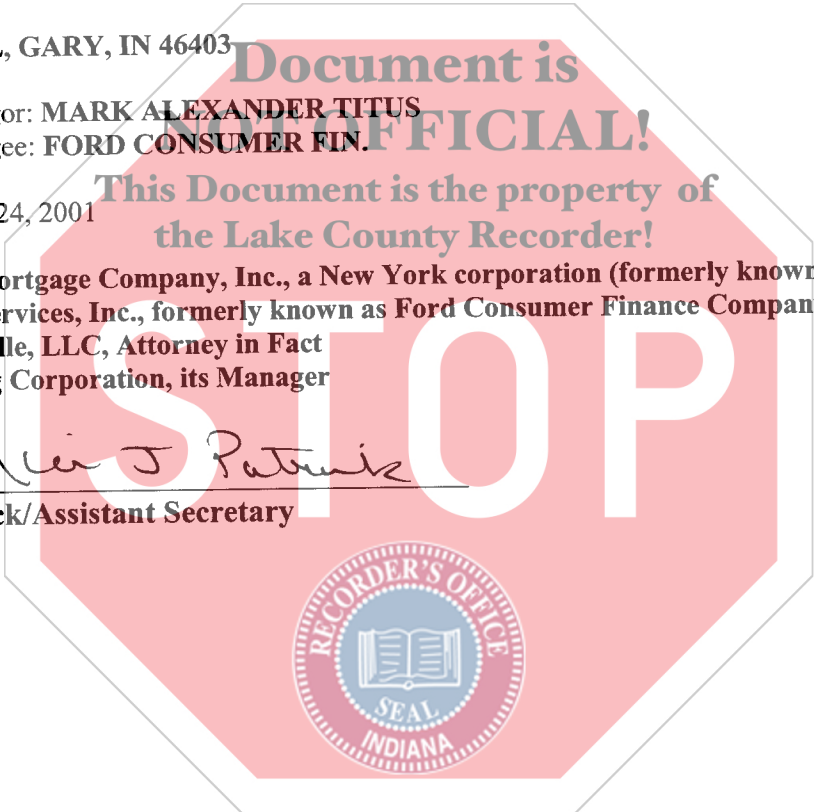 , GARY, IN 46403
Document is
or: MARK ALEXANDER TITUS
NOT OFFICIAL!
ee: FORD CONSUMER FIN.
This Document is the property of
24, 2001
the Lake County Recorder!
ortgage Company, Inc., a New York corporation (formerly known
rvices, Inc., formerly known as Ford Consumer Finance Compan
lle, LLC, Attorney in Fact
Corporation, its Manager
STOP
J Patrick
ck/Assistant Secretary
RECORDER'S OFFICE
SEAL
INDIANA